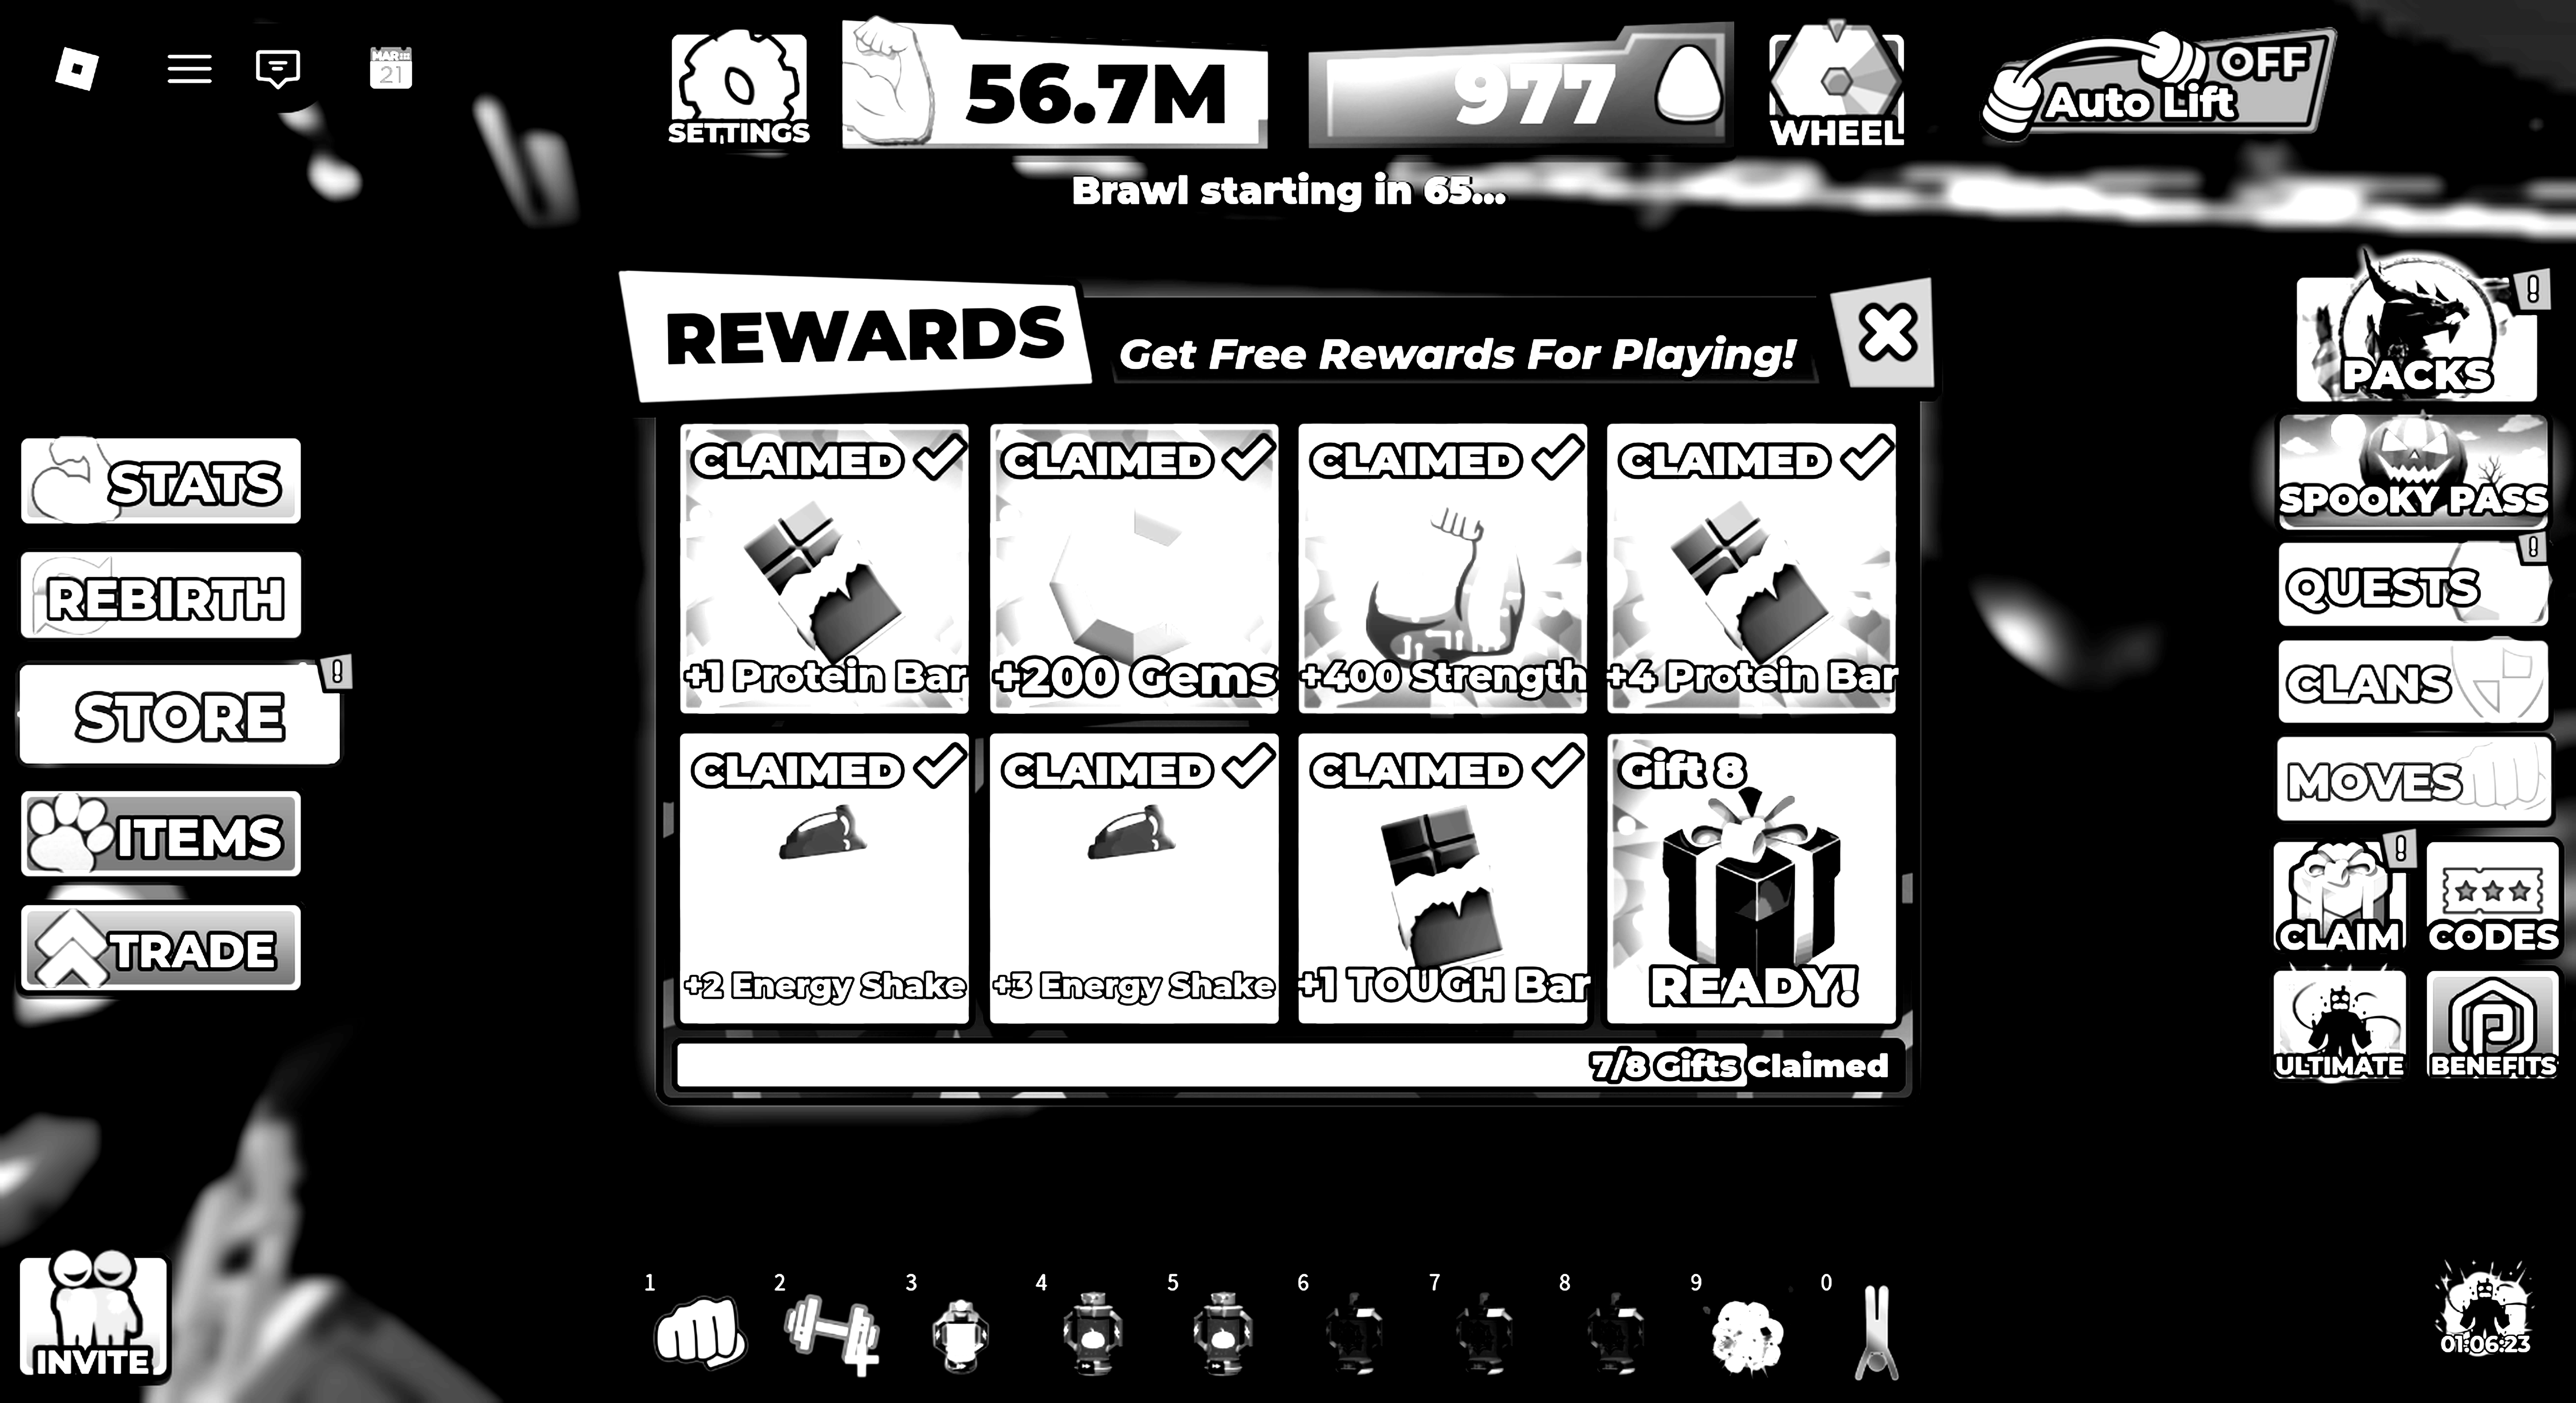 MAR
21
SETTINGS
56.7M
977
WHEEL
OFF
Auto Lift
Brawl starting in 65...
REWARDS
Get Free Rewards For Playing!
PACKS
!
CLAIMED
CLAIMED
CLAIMED
CLAIMED
+1 Protein Bar
+200 Gems
+400 Strength
+4 Protein Bar
CLAIMED
CLAIMED
CLAIMED
Gift 8
+2 Energy Shake
+3 Energy Shake
+1 TOUGH Bar
READY!
7/8 Gifts Claimed
STATS
REBIRTH
STORE
!
ITEMS
TRADE
SPOOKY PASS
QUESTS
!
CLANS
MOVES
CLAIM
!
CODES
ULTIMATE
BENEFITS
INVITE
1 2 3 4 5 6 7 8 9 0
4
01:06:23